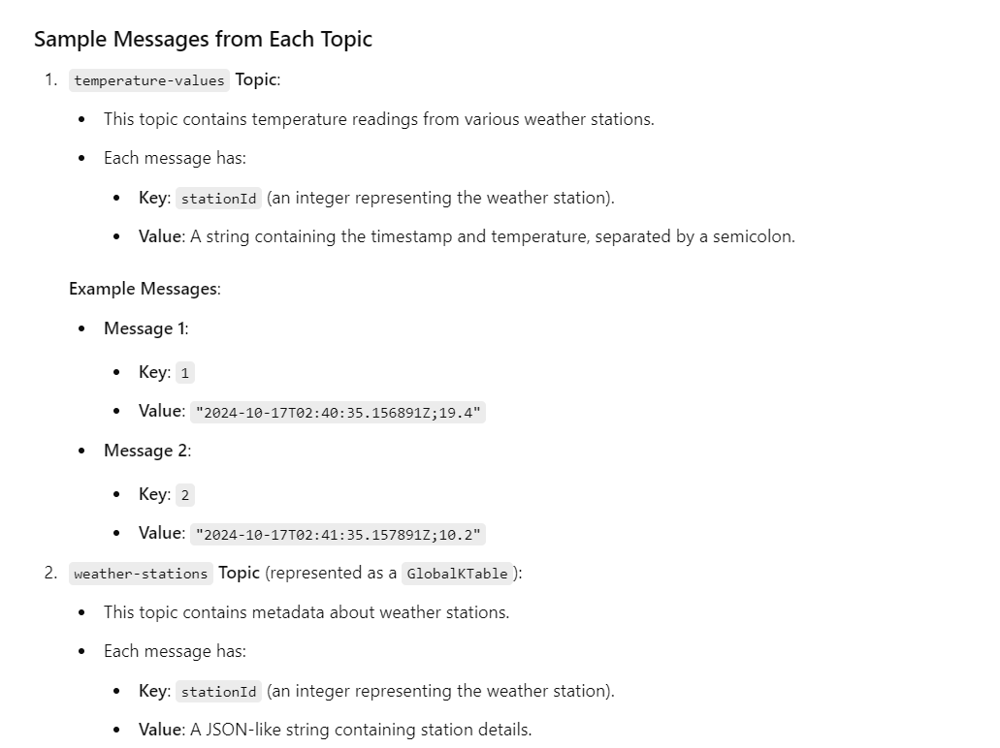 Sample Messages from Each Topic
1. temperature-values Topic:
• This topic contains temperature readings from various weather stations.
• Each message has:
• Key: stationId (an integer representing the weather station).
• Value: A string containing the timestamp and temperature, separated by a semicolon.
Example Messages:
• Message 1:
• Key: 1
• Value: "2024-10-17T02:40:35.156891Z;19.4"
• Message 2:
• Key: 2
• Value: "2024-10-17T02:41:35.157891Z;10.2"
2. weather-stations Topic (represented as a GlobalKTable):
• This topic contains metadata about weather stations.
• Each message has:
• Key: stationId (an integer representing the weather station).
• Value: A JSON-like string containing station details.